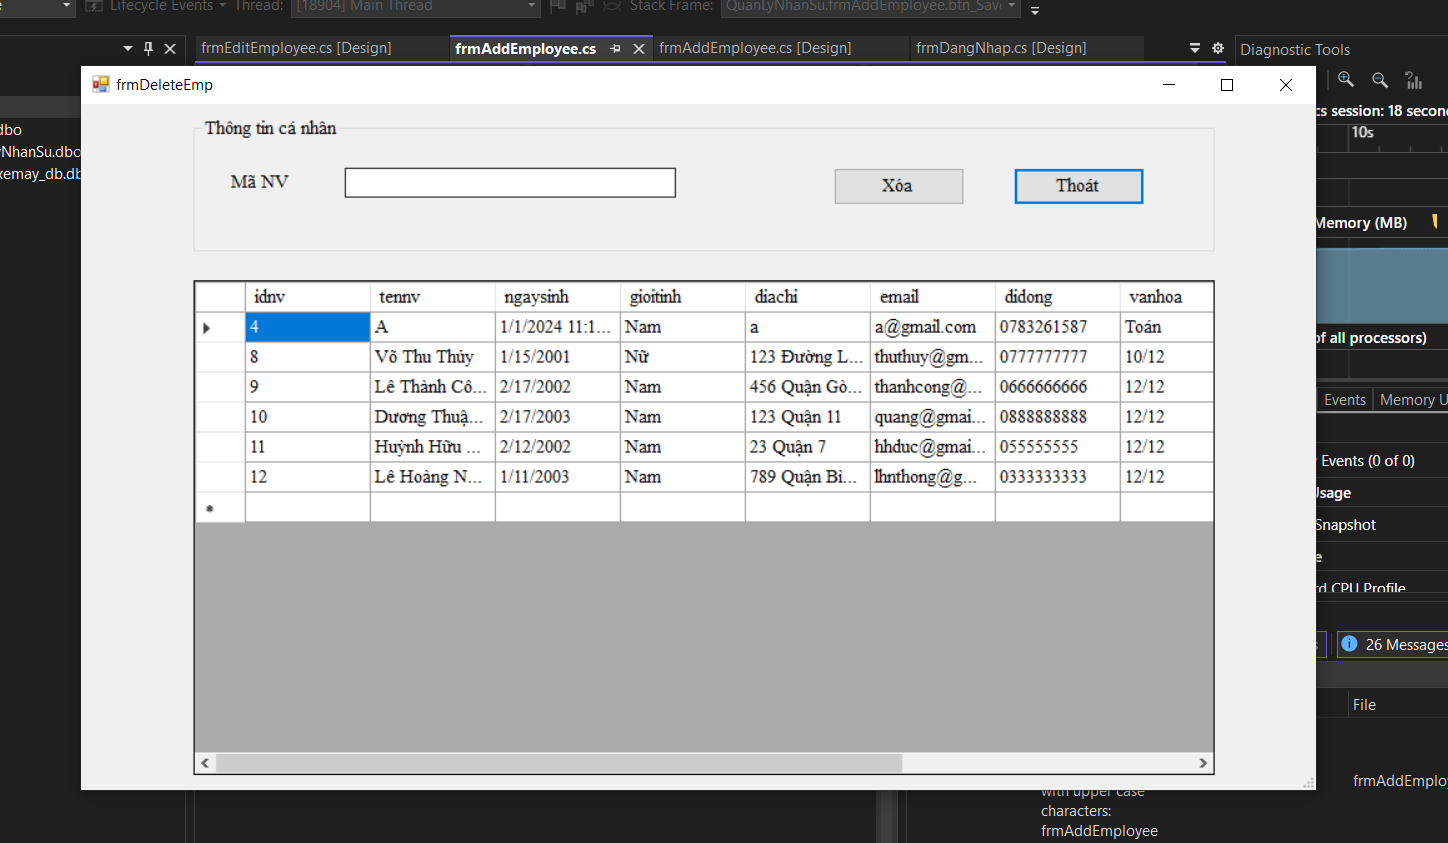 Lifecycle Events Thread: [18904] Main Thread Stack Frame: QuanLyNhanSu.frmAddEmployee.btn_Save
frmEditEmployee.cs [Design] frmAddEmployee.cs frmAddEmployee.cs [Design] frmDangNhap.cs [Design] Diagnostic Tools
frmDeleteEmp
cs session: 18 secon
10s
dbo
yNhanSu.dbo
xemay_db.db
Thông tin cá nhân
Mã NV Xóa Thoát
Memory (MB)
of all processors)
Events Memory U
Events (0 of 0)
Usage
Snapshot
rd CPU Profile
26 Messages
File
idnv tennv ngaysinh gioitinh diachi email didong vanhoa
4 A 1/1/2024 11:1... Nam a a@gmail.com 0783261587 Toán
8 Võ Thu Thủy 1/15/2001 Nữ 123 Đường L... thuthuy@gm... 0777777777 10/12
9 Lê Thành Cô... 2/17/2002 Nam 456 Quận Gò... thanhcong@... 0666666666 12/12
10 Dương Thuậ... 2/17/2003 Nam 123 Quận 11 quang@gmai... 0888888888 12/12
11 Huỳnh Hữu ... 2/12/2002 Nam 23 Quận 7 hhduc@gmai... 055555555 12/12
12 Lê Hoàng N... 1/11/2003 Nam 789 Quận Bì... lhnthong@g... 0333333333 12/12
frmAddEmploy
with upper case
characters:
frmAddEmployee